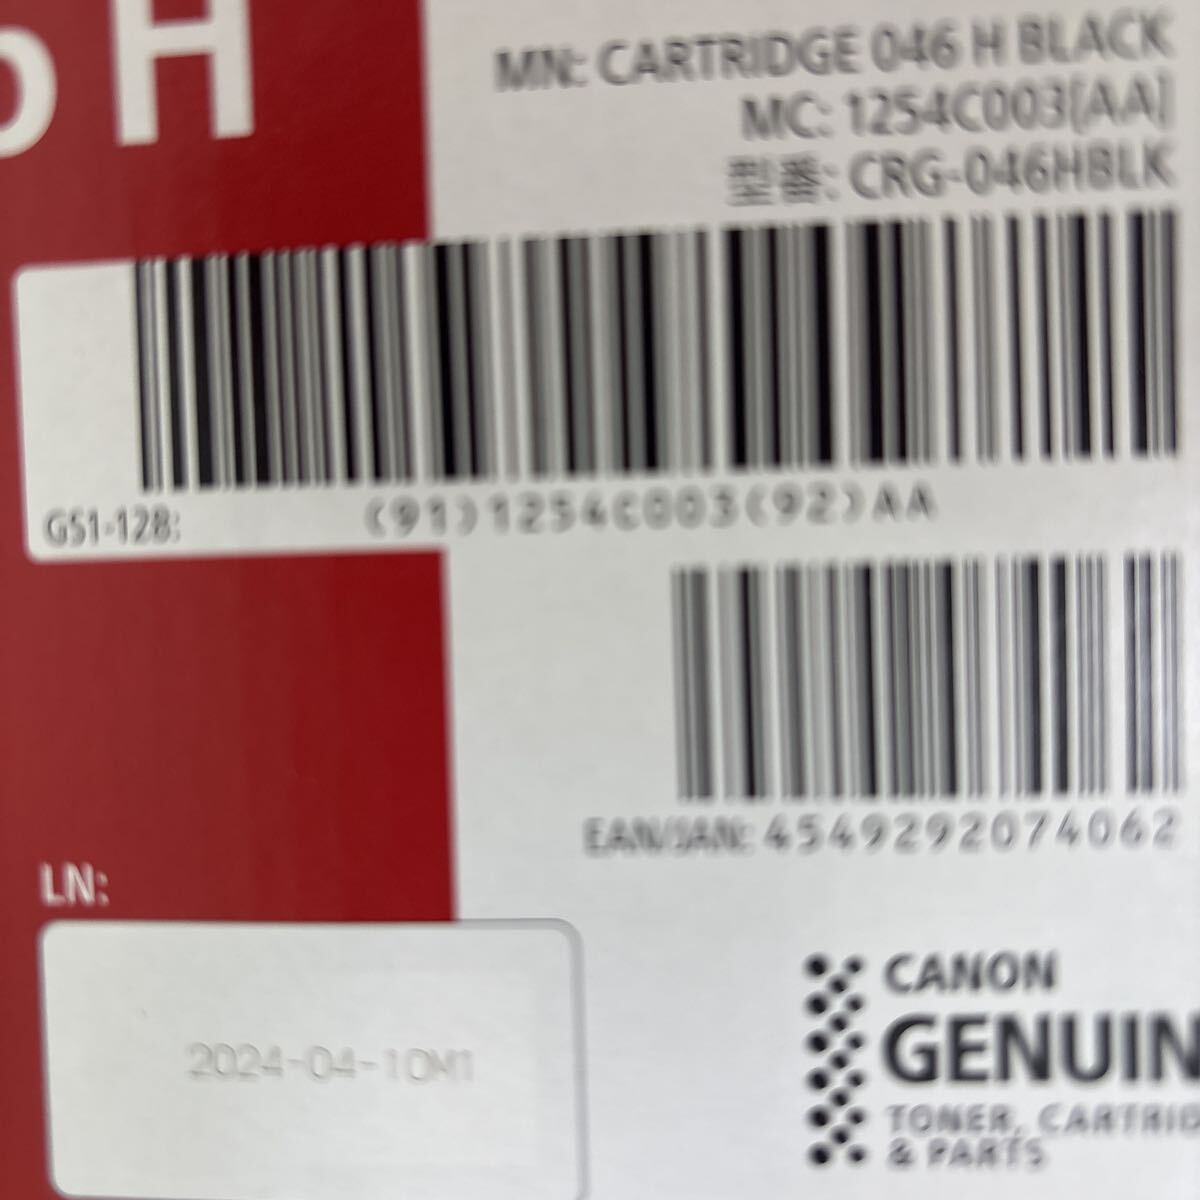 H
MN: CARTRIDGE 046 H BLACK
MC: 1254C003[AA]
型番: CRG-046HBLK
GS1-128: (91)1254C003(92)AA
EAN/JAN: 4549292074062
LN:
2024-04-10M1
CANON
GENUIN
TONER, CARTRID
& PARTS